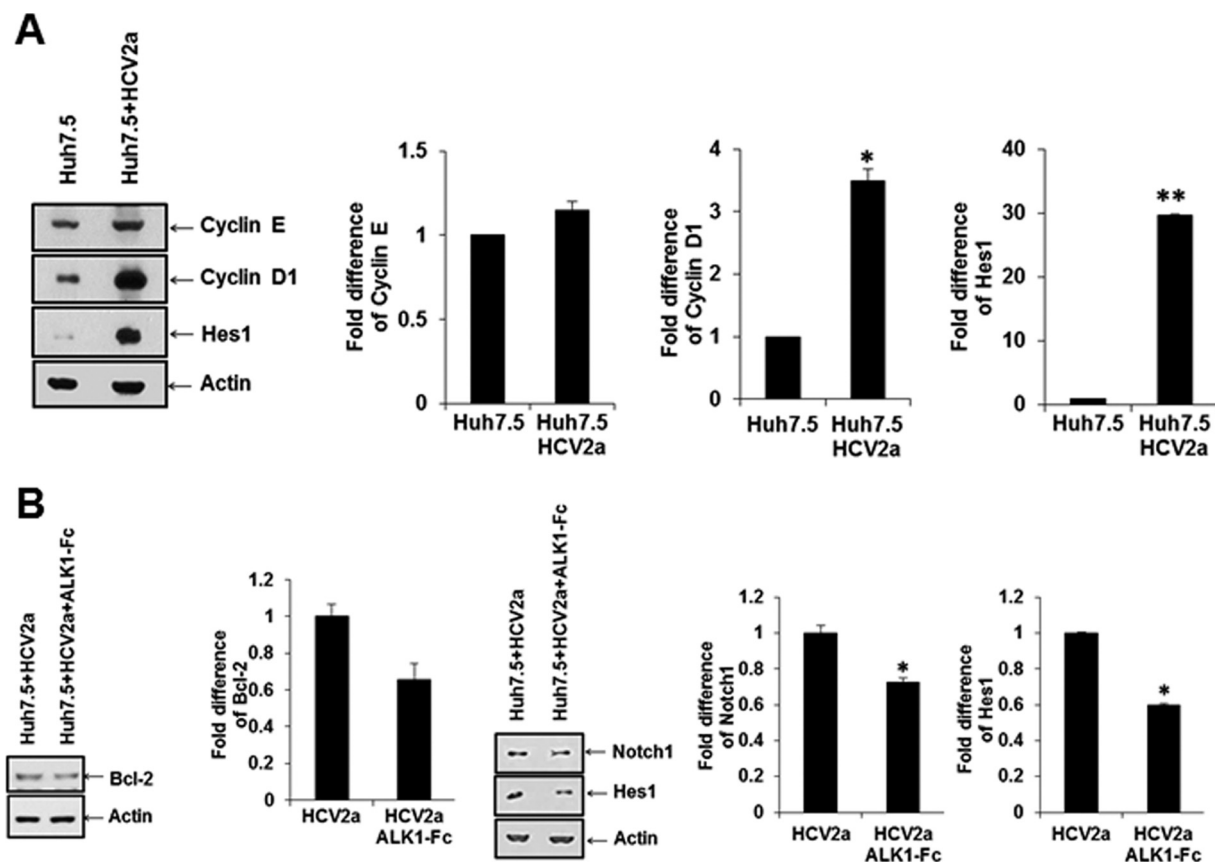 A
Huh7.5
Huh7.5+HCV2a
Cyclin E
Cyclin D1
Hes1
Actin
Fold difference
of Cyclin E
1.5
1
0.5
0
Huh7.5
Huh7.5
HCV2a
Fold difference
of Cyclin D1
4
3
2
1
0
*
Huh7.5
Huh7.5
HCV2a
Fold difference
of Hes1
40
30
20
10
0
**
Huh7.5
Huh7.5
HCV2a
B
Huh7.5+HCV2a
Huh7.5+HCV2a+ALK1-Fc
Bcl-2
Actin
Fold difference
of Bcl-2
1.2
1
0.8
0.6
0.4
0.2
0
HCV2a
HCV2a
ALK1-Fc
Huh7.5+HCV2a
Huh7.5+HCV2a+ALK1-Fc
Notch1
Hes1
Actin
Fold difference
of Notch1
1.2
1
0.8
0.6
0.4
0.2
0
*
HCV2a
HCV2a
ALK1-Fc
Fold difference
of Hes1
1.2
1
0.8
0.6
0.4
0.2
0
*
HCV2a
HCV2a
ALK1-Fc